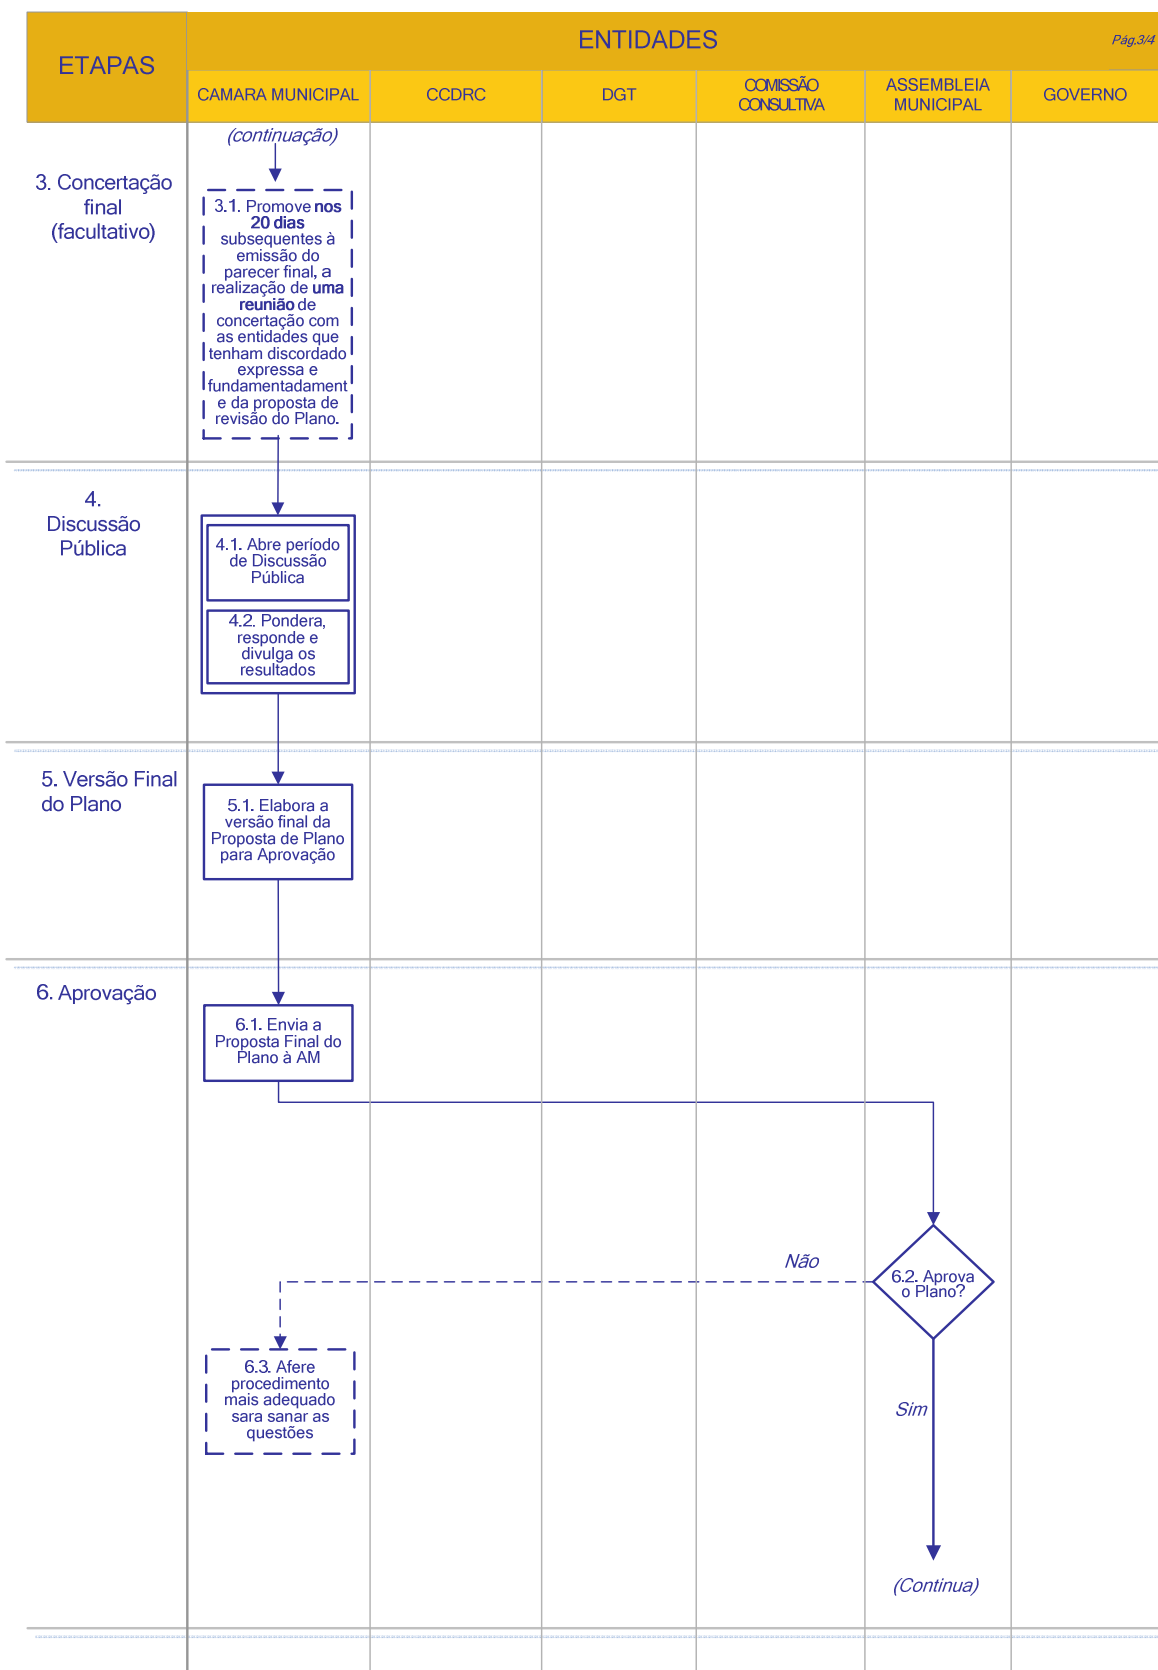 ETAPAS
ENTIDADES
Pág.3/4
CAMARA MUNICIPAL
CCDRC
DGT
COMISSÃO
CONSULTIVA
ASSEMBLEIA
MUNICIPAL
GOVERNO
(continuação)
3. Concertação
final
(facultativo)
3.1. Promove nos
20 dias
subsequentes à
emissão do
parecer final, a
realização de uma
reunião de
concertação com
as entidades que
tenham discordado
expressa e
fundamentadament
e da proposta de
revisão do Plano.
4.
Discussão
Pública
4.1. Abre período
de Discussão
Pública
4.2. Pondera,
responde e
divulga os
resultados
5. Versão Final
do Plano
5.1. Elabora a
versão final da
Proposta de Plano
para Aprovação
6. Aprovação
6.1. Envia a
Proposta Final do
Plano à AM
Não
6.2. Aprova
o Plano?
6.3. Afere
procedimento
mais adequado
sara sanar as
questões
Sim
(Continua)